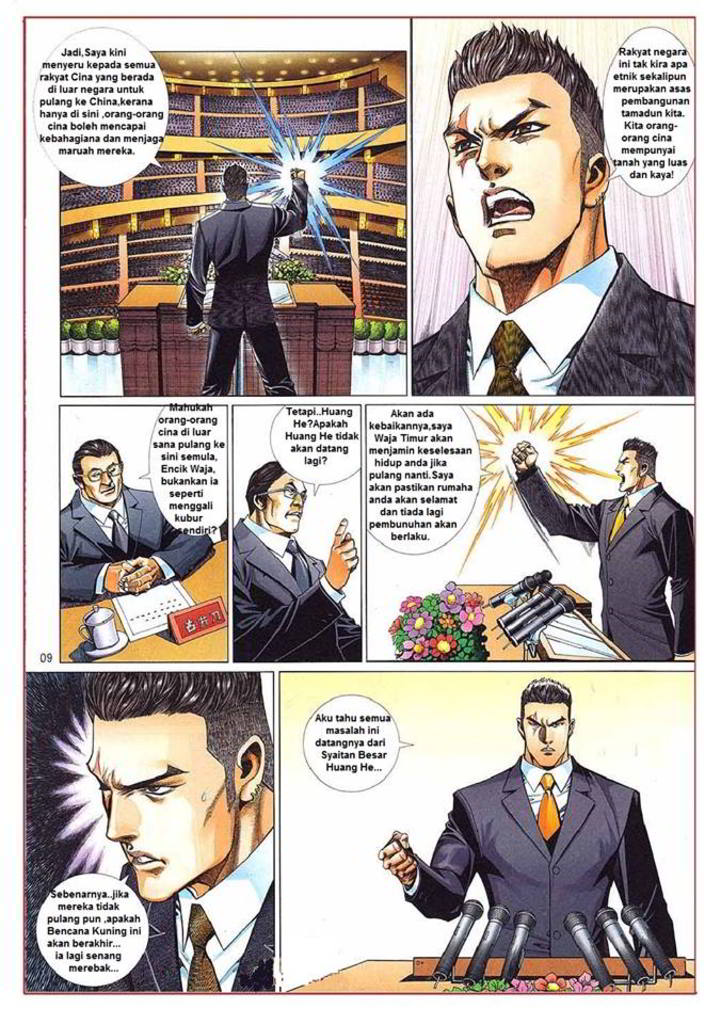 Jadi,Saya kini
menyeru kepada semua
rakyat Cina yang berada
di luar negara untuk
pulang ke China,kerana
hanya di sini ,orang-orang
cina boleh mencapai
kebahagiana dan menjaga
maruah mereka.
Rakyat negara
ini tak kira apa
etnik sekalipun
merupakan asas
pembangunan
tamadun kita.
Kita orang-
orang cina
mempunyai
tanah yang luas
dan kaya!
Mahukah
orang-orang
cina di luar
sana pulang ke
sini semula,
Encik Waja,
bukankan ia
seperti
menggali
kubur
sendiri?
Tetapi..Huang
He?Apakah
Huang He tidak
akan datang
lagi?
Akan ada
kebaikannya,saya
Waja Timur akan
menjamin keselesaan
hidup anda jika
pulang nanti.Saya
akan pastikan rumaha
anda akan selamat
dan tiada lagi
pembunuhan akan
berlaku.
09
Sebenarnya..jika
mereka tidak
pulang pun ,apakah
Bencana Kuning ini
akan berakhir...
ia lagi senang
merebak...
Aku tahu semua
masalah ini
datangnya dari
Syaitan Besar
Huang He...